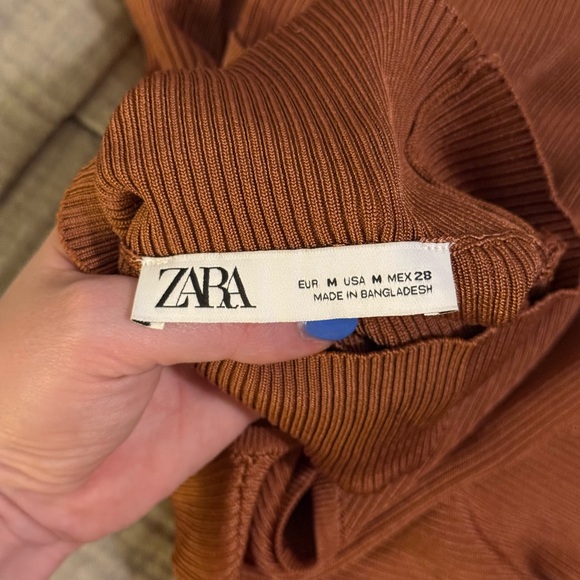 ZARA
EUR M USA M MEX 28
MADE IN BANGLADESH